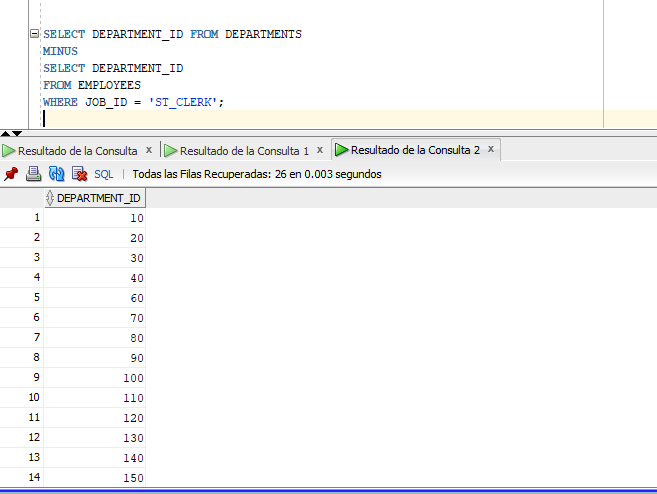 SELECT DEPARTMENT_ID FROM DEPARTMENTS
MINUS
SELECT DEPARTMENT_ID
FROM EMPLOYEES
WHERE JOB_ID = 'ST_CLERK';
Resultado de la Consulta x Resultado de la Consulta 1 x Resultado de la Consulta 2 x
SQL | Todas las Filas Recuperadas: 26 en 0.003 segundos
DEPARTMENT_ID
1 10
2 20
3 30
4 40
5 60
6 70
7 80
8 90
9 100
10 110
11 120
12 130
13 140
14 150